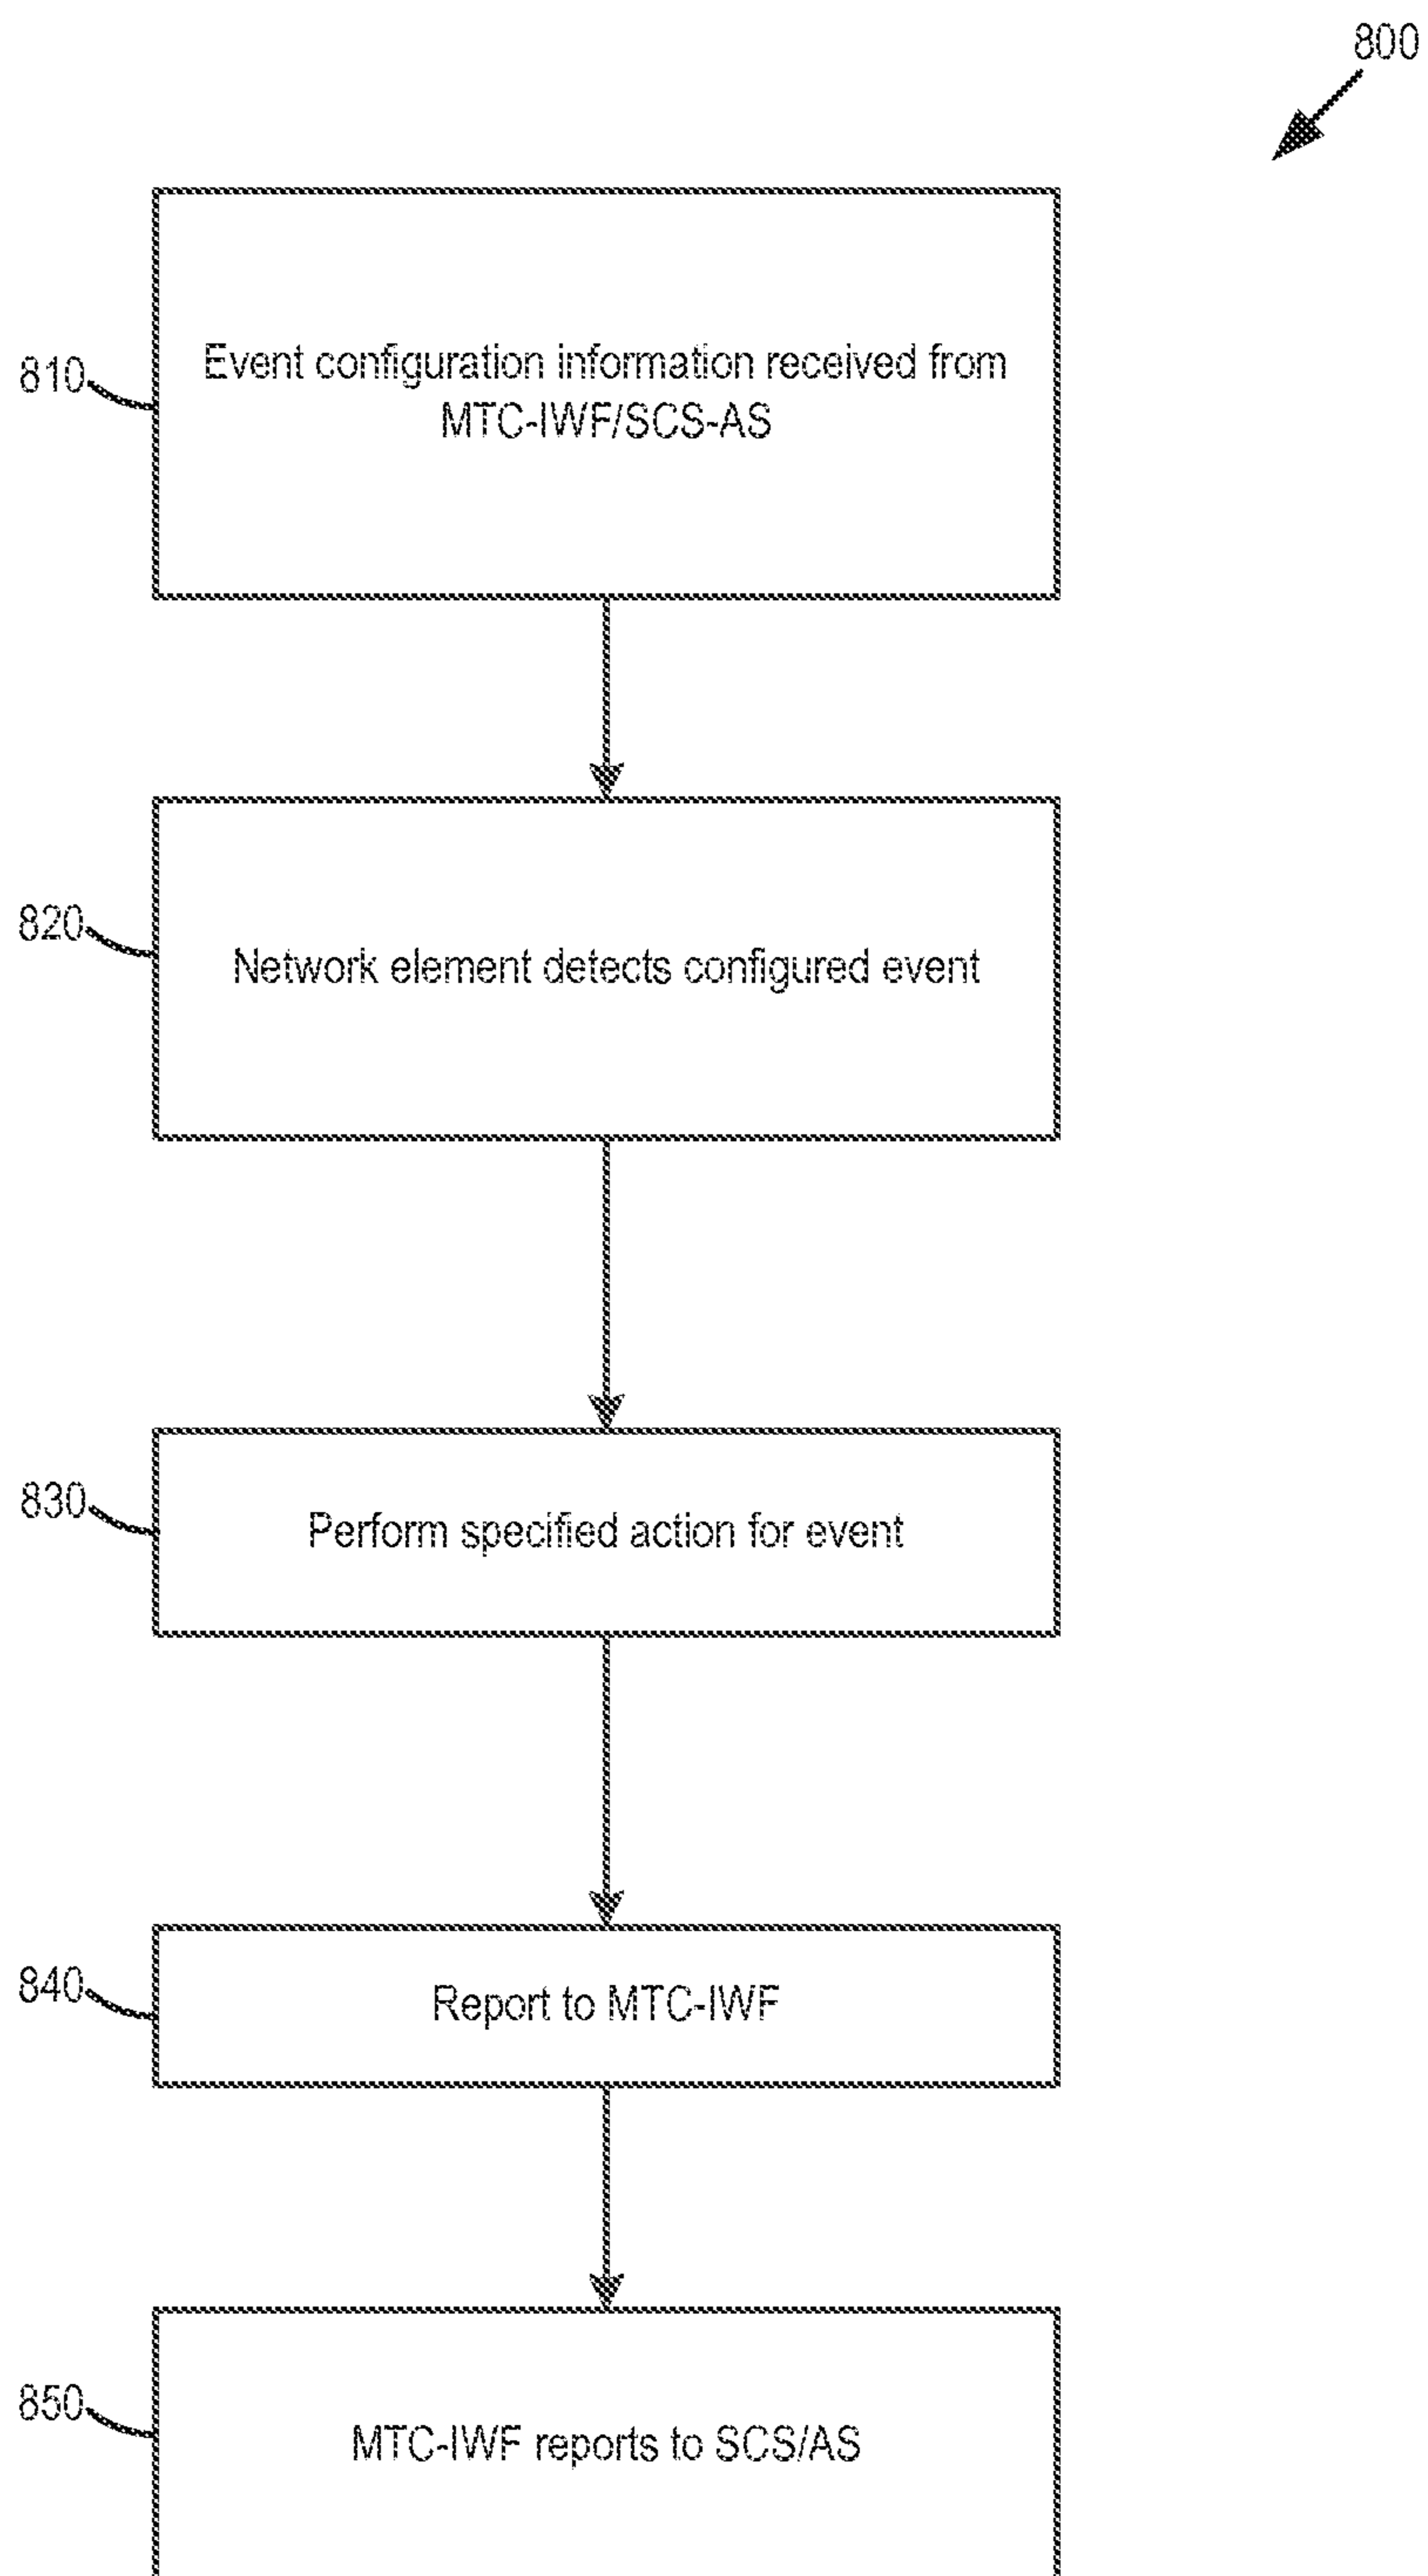 800
810
Event configuration information received from
MTC-IWF/SCS-AS
820
Network element detects configured event
830
Perform specified action for event
840
Report to MTC-IWF
850
MTC-IWF reports to SCS/AS